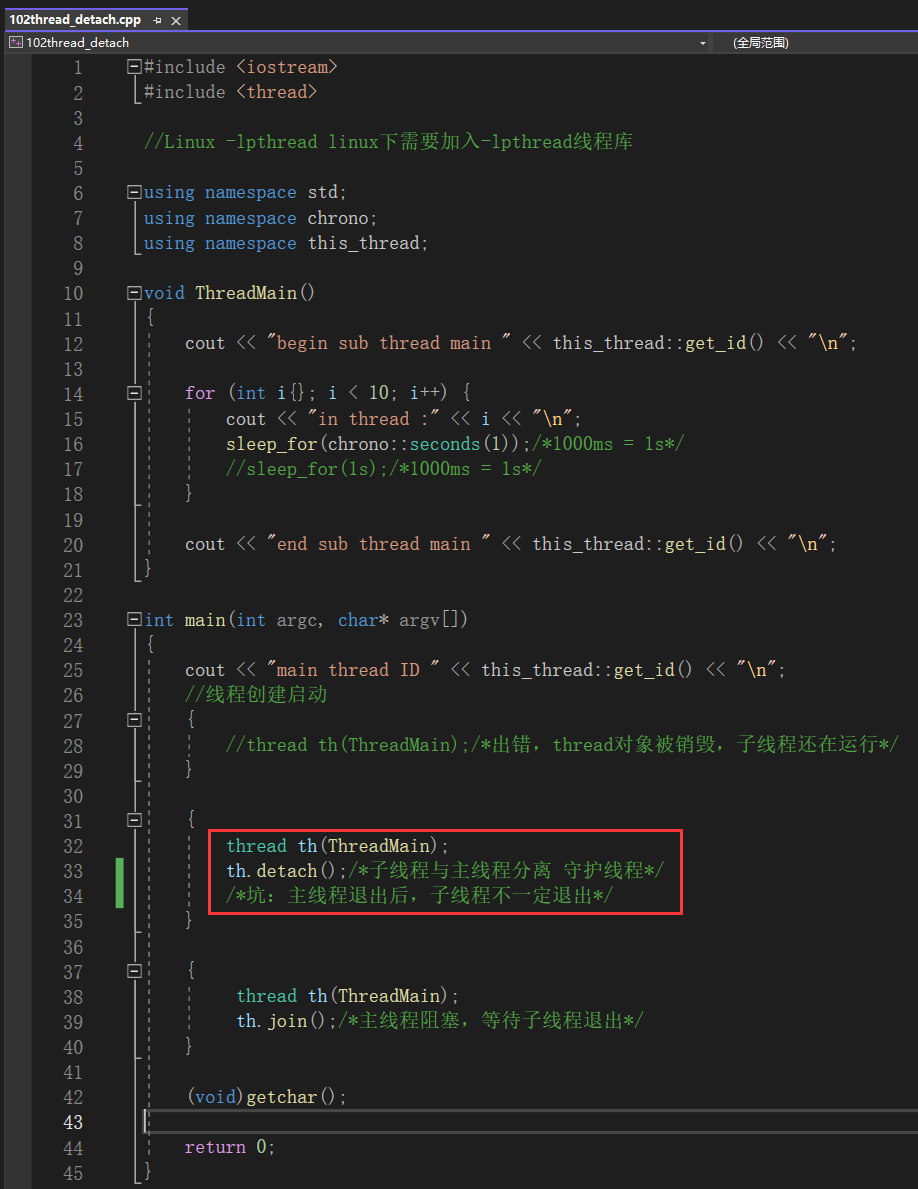 102thread_detach.cpp
102thread_detach (全局范围)
1 #include <iostream>
2 #include <thread>
3
4 //Linux -lpthread linux下需要加入-lpthread线程库
5
6 using namespace std;
7 using namespace chrono;
8 using namespace this_thread;
9
10 void ThreadMain()
11 {
12 cout << "begin sub thread main " << this_thread::get_id() << "\n";
13
14 for (int i{}; i < 10; i++) {
15 cout << "in thread :" << i << "\n";
16 sleep_for(chrono::seconds(1));/*1000ms = 1s*/
17 //sleep_for(1s);/*1000ms = 1s*/
18 }
19
20 cout << "end sub thread main " << this_thread::get_id() << "\n";
21 }
22
23 int main(int argc, char* argv[])
24 {
25 cout << "main thread ID " << this_thread::get_id() << "\n";
26 //线程创建启动
27 {
28 //thread th(ThreadMain);/*出错，thread对象被销毁，子线程还在运行*/
29 }
30
31 {
32 thread th(ThreadMain);
33 th.detach();/*子线程与主线程分离 守护线程*/
34 /*坑：主线程退出后，子线程不一定退出*/
35 }
36
37 {
38 thread th(ThreadMain);
39 th.join();/*主线程阻塞，等待子线程退出*/
40 }
41
42 (void)getchar();
43
44 return 0;
45 }